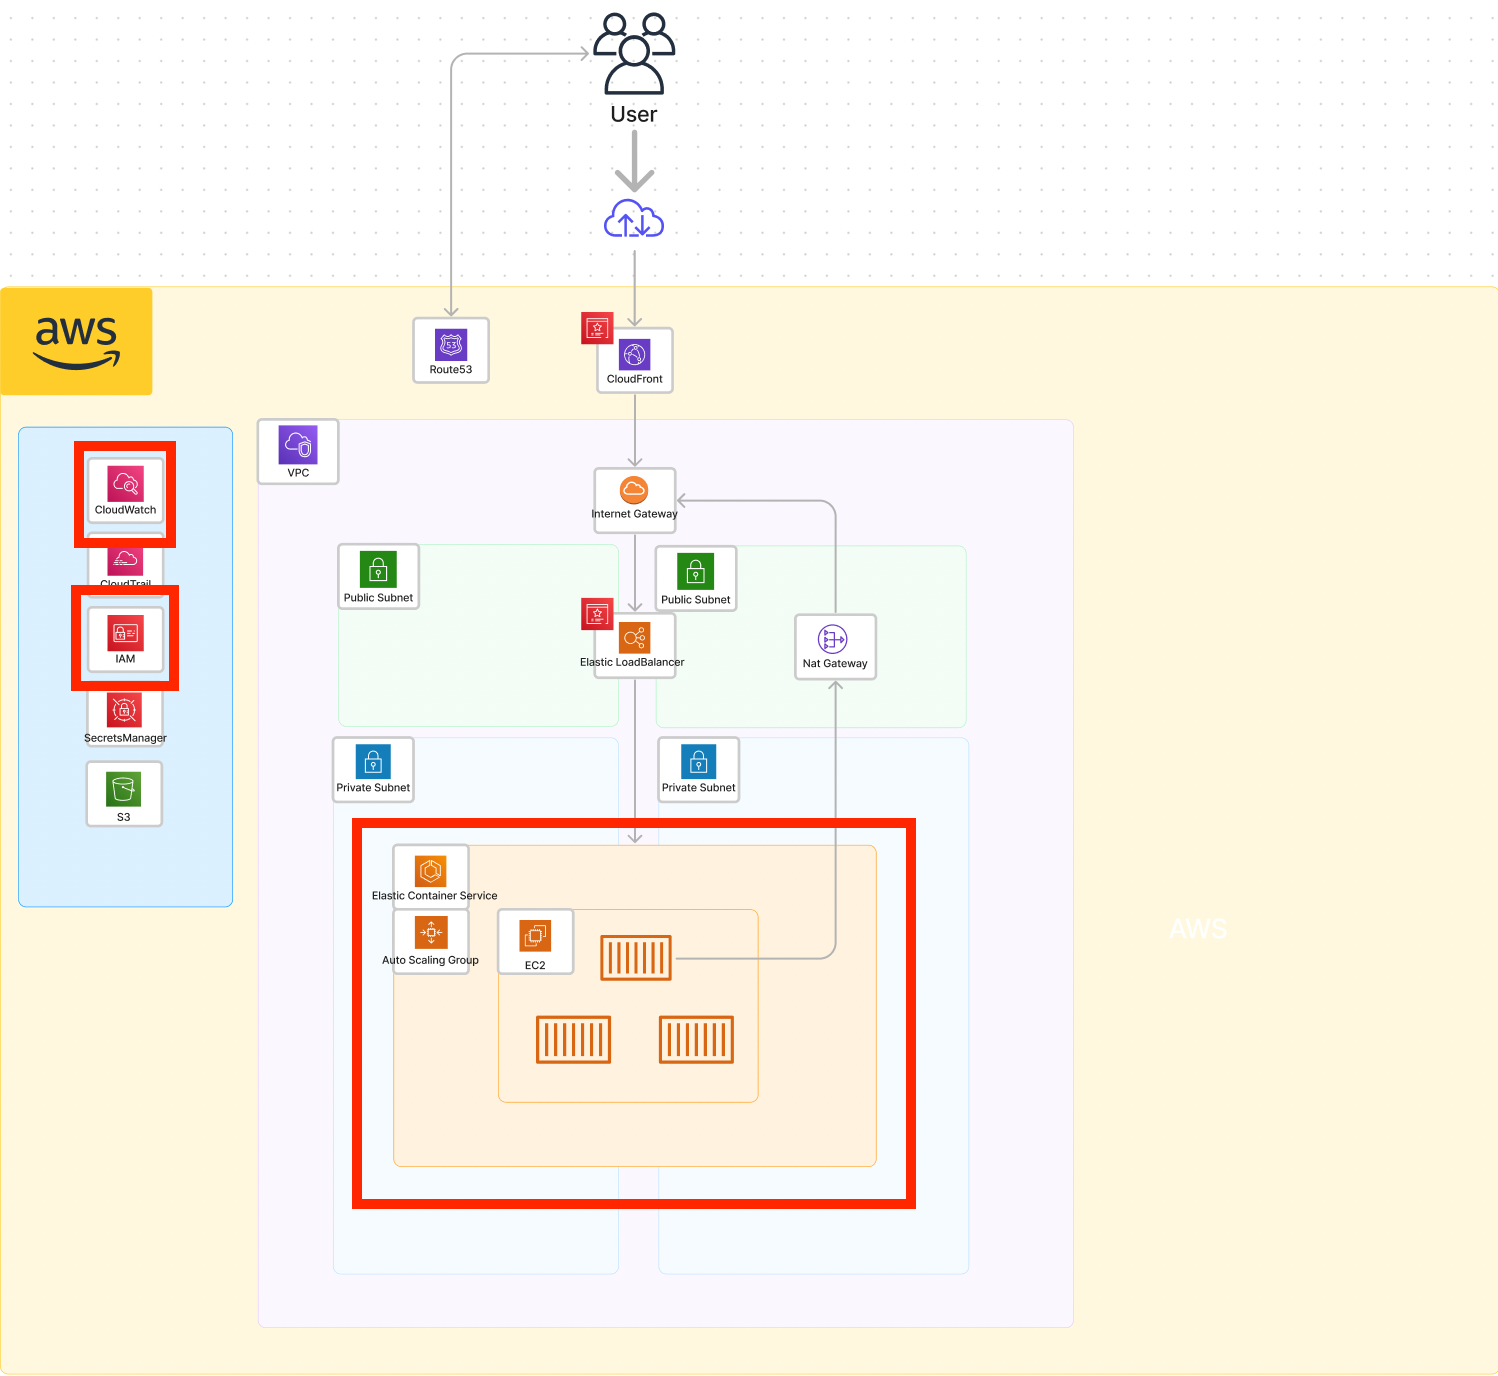 User
aws
Route53
53
CloudFront
VPC
CloudWatch
Internet Gateway
CloudTrail
Public Subnet
Public Subnet
IAM
Elastic LoadBalancer
Nat Gateway
SecretsManager
Private Subnet
Private Subnet
S3
Elastic Container Service
AWS
Auto Scaling Group
EC2